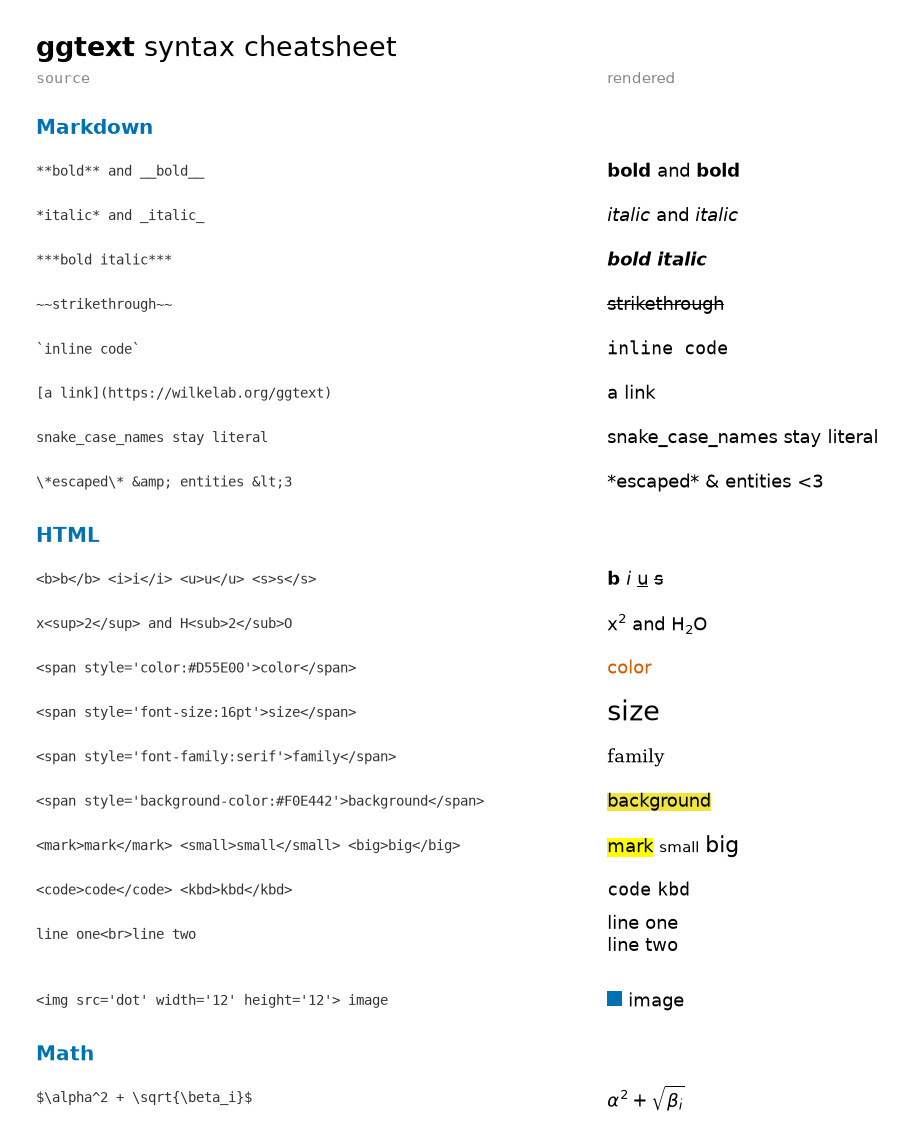 ggtext syntax cheatsheet
source rendered
Markdown
**bold** and __bold__ bold and bold
*italic* and _italic_ italic and italic
***bold italic*** bold italic
~~strikethrough~~ strikethrough
`inline code` inline code
[a link](https://wilkelab.org/ggtext) a link
snake_case_names stay literal snake_case_names stay literal
\*escaped\* &amp; entities &lt;3 *escaped* & entities <3
HTML
<b>b</b> <i>i</i> <u>u</u> <s>s</s> b i u s
x<sup>2</sup> and H<sub>2</sub>O x² and H₂O
<span style='color:#D55E00'>color</span> color
<span style='font-size:16pt'>size</span> size
<span style='font-family:serif'>family</span> family
<span style='background-color:#F0E442'>background</span> background
<mark>mark</mark> <small>small</small> <big>big</big> mark small big
<code>code</code> <kbd>kbd</kbd> code kbd
line one<br>line two line one
line two
<img src='dot' width='12' height='12'> image image
Math
$\alpha^2 + \sqrt{\beta_i}$ α² + √βᵢ